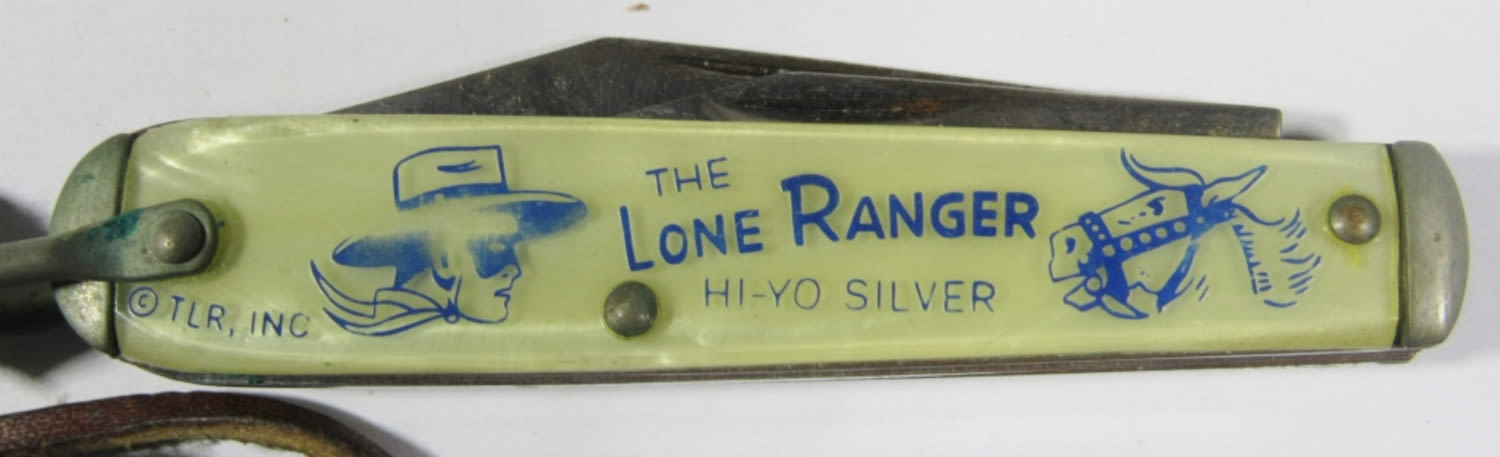 THE
LONE RANGER
HI-YO SILVER
© TLR, INC